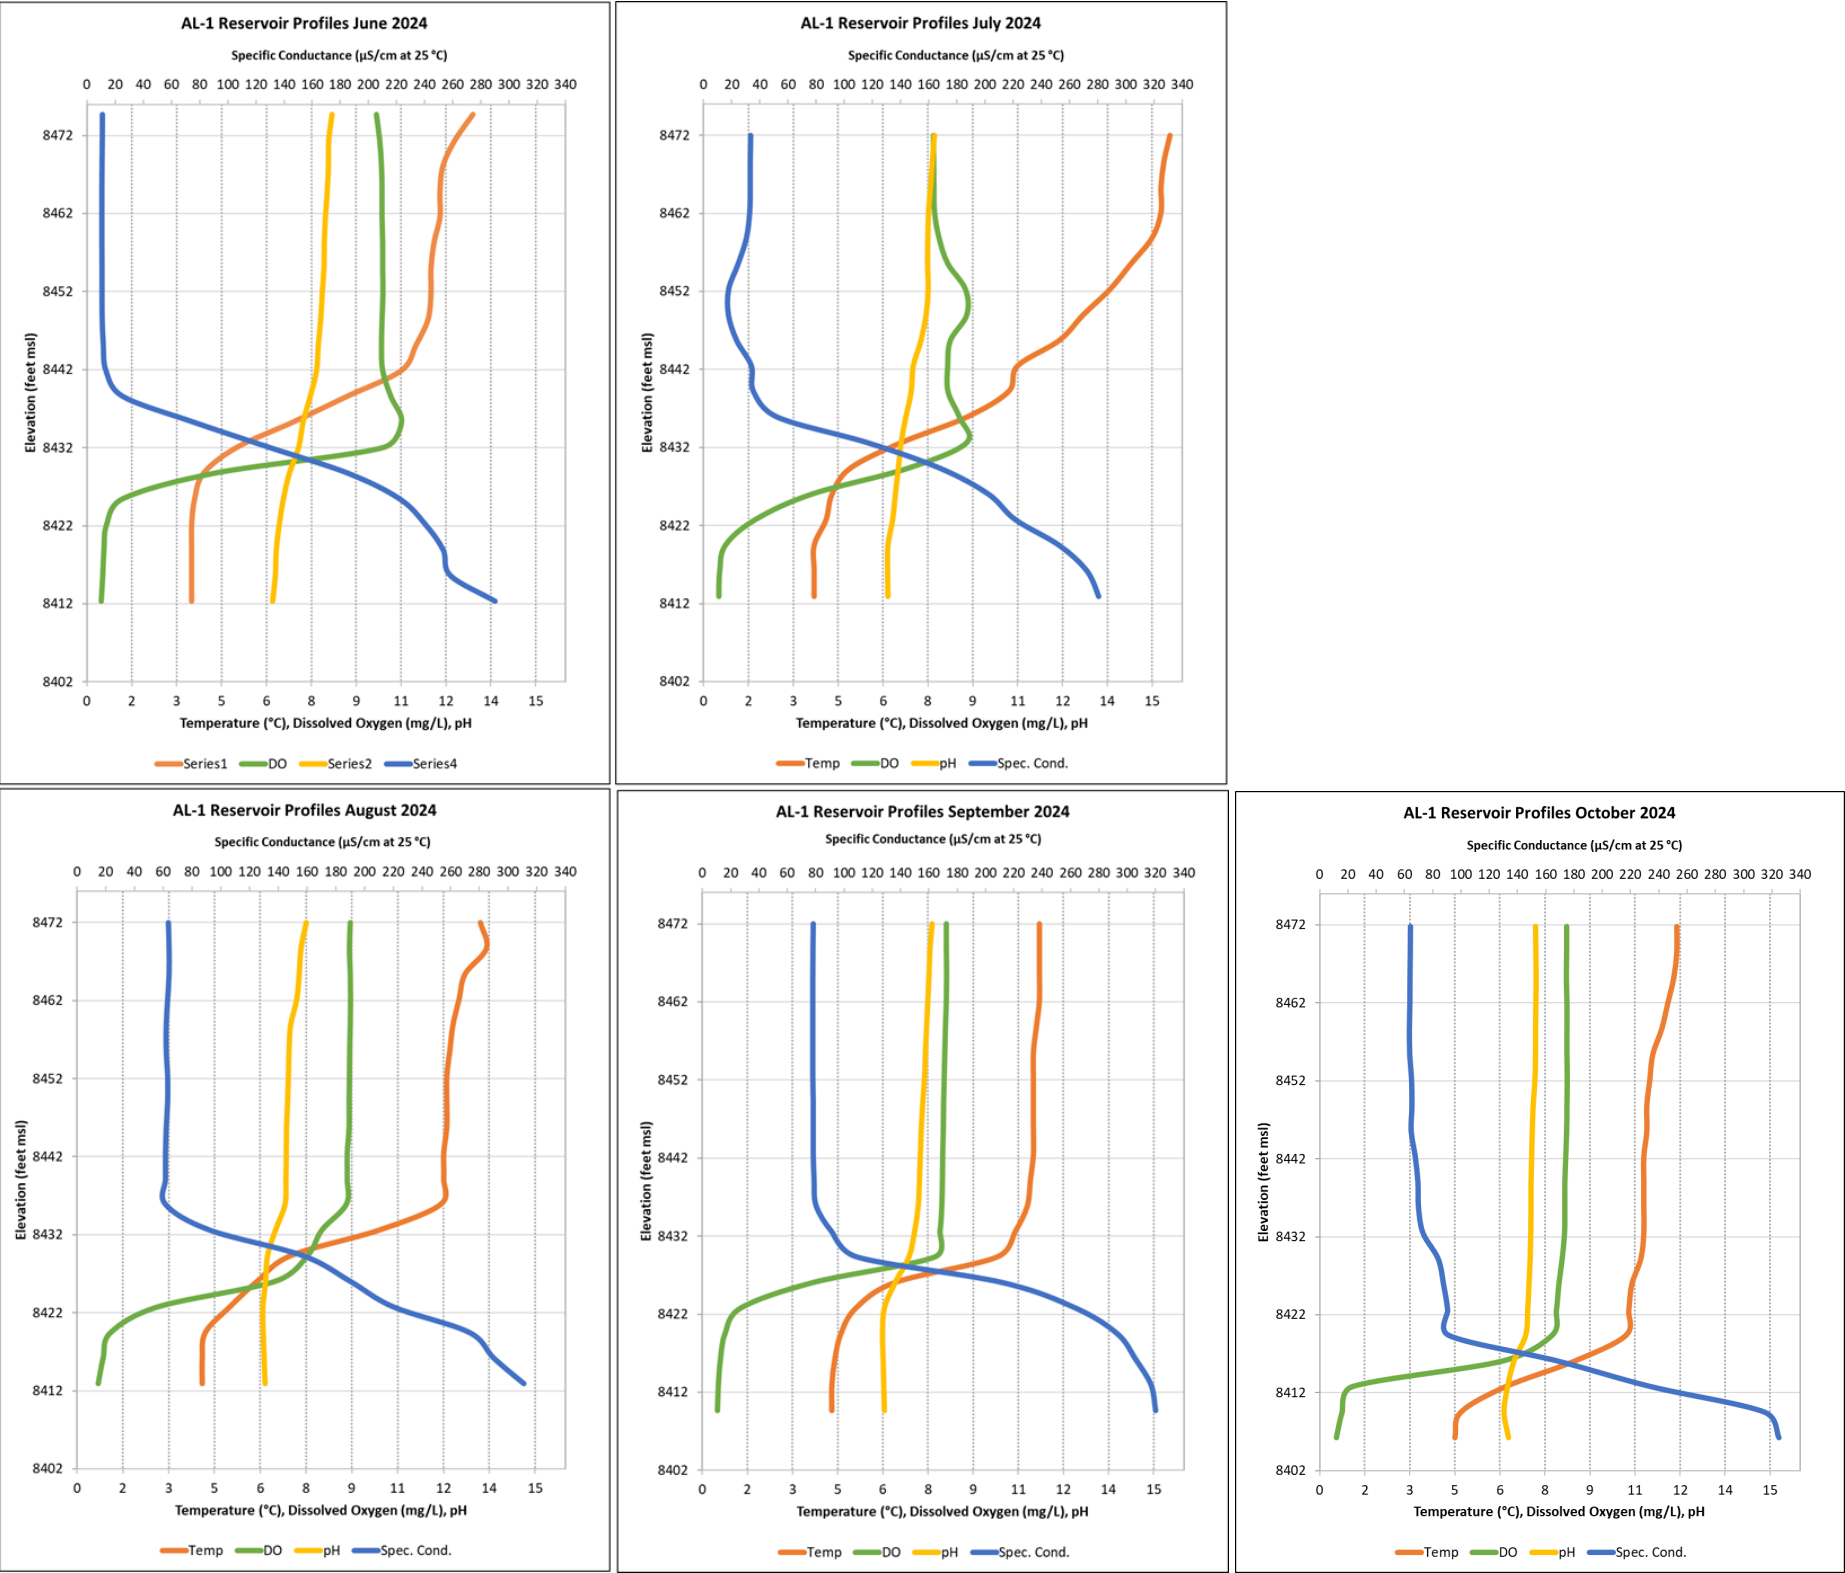 AL-1 Reservoir Profiles June 2024
Specific Conductance (µS/cm at 25 °C)
0 20 40 60 80 100 120 140 160 180 200 220 240 260 280 300 320 340
8472
8462
8452
8442
8432
8422
8412
8402
Elevation (feet msl)
0 2 3 5 6 8 9 11 12 14 15
Temperature (°C), Dissolved Oxygen (mg/L), pH
Series1 DO Series2 Series4
AL-1 Reservoir Profiles July 2024
Specific Conductance (µS/cm at 25 °C)
0 20 40 60 80 100 120 140 160 180 200 220 240 260 280 300 320 340
8472
8462
8452
8442
8432
8422
8412
8402
Elevation (feet msl)
0 2 3 5 6 8 9 11 12 14 15
Temperature (°C), Dissolved Oxygen (mg/L), pH
Temp DO pH Spec. Cond.
AL-1 Reservoir Profiles August 2024
Specific Conductance (µS/cm at 25 °C)
0 20 40 60 80 100 120 140 160 180 200 220 240 260 280 300 320 340
8472
8462
8452
8442
8432
8422
8412
8402
Elevation (feet msl)
0 2 3 5 6 8 9 11 12 14 15
Temperature (°C), Dissolved Oxygen (mg/L), pH
Temp DO pH Spec. Cond.
AL-1 Reservoir Profiles September 2024
Specific Conductance (µS/cm at 25 °C)
0 20 40 60 80 100 120 140 160 180 200 220 240 260 280 300 320 340
8472
8462
8452
8442
8432
8422
8412
8402
Elevation (feet msl)
0 2 3 5 6 8 9 11 12 14 15
Temperature (°C), Dissolved Oxygen (mg/L), pH
Temp DO pH Spec. Cond.
AL-1 Reservoir Profiles October 2024
Specific Conductance (µS/cm at 25 °C)
0 20 40 60 80 100 120 140 160 180 200 220 240 260 280 300 320 340
8472
8462
8452
8442
8432
8422
8412
8402
Elevation (feet msl)
0 2 3 5 6 8 9 11 12 14 15
Temperature (°C), Dissolved Oxygen (mg/L), pH
Temp DO pH Spec. Cond.